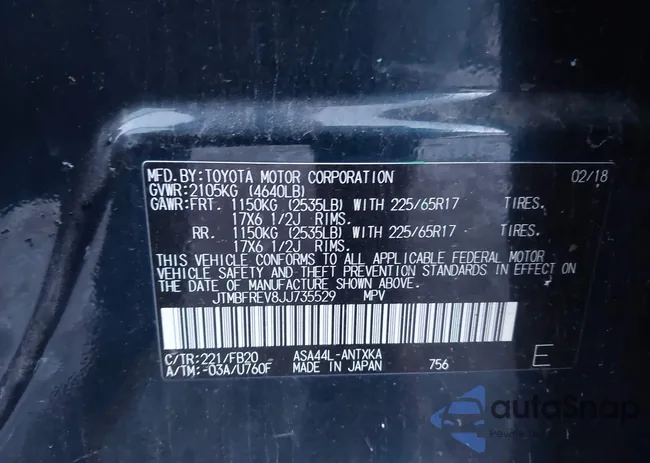 MFD. BY: TOYOTA MOTOR CORPORATION 02/18
GVWR: 2105KG (4640LB)
GAWR: FRT. 1150KG (2535LB) WITH 225/65R17 TIRES.
17X6 1/2J RIMS.
RR. 1150KG (2535LB) WITH 225/65R17 TIRES.
17X6 1/2J RIMS.
THIS VEHICLE CONFORMS TO ALL APPLICABLE FEDERAL MOTOR
VEHICLE SAFETY AND THEFT PREVENTION STANDARDS IN EFFECT ON
THE DATE OF MANUFACTURE SHOWN ABOVE.
JTMBFREV8JJ735529 MPV
C/TR: 221/FB20 ASA44L-ANTXKA
A/TM: -03A/U760F MADE IN JAPAN 756 E
autoSnap